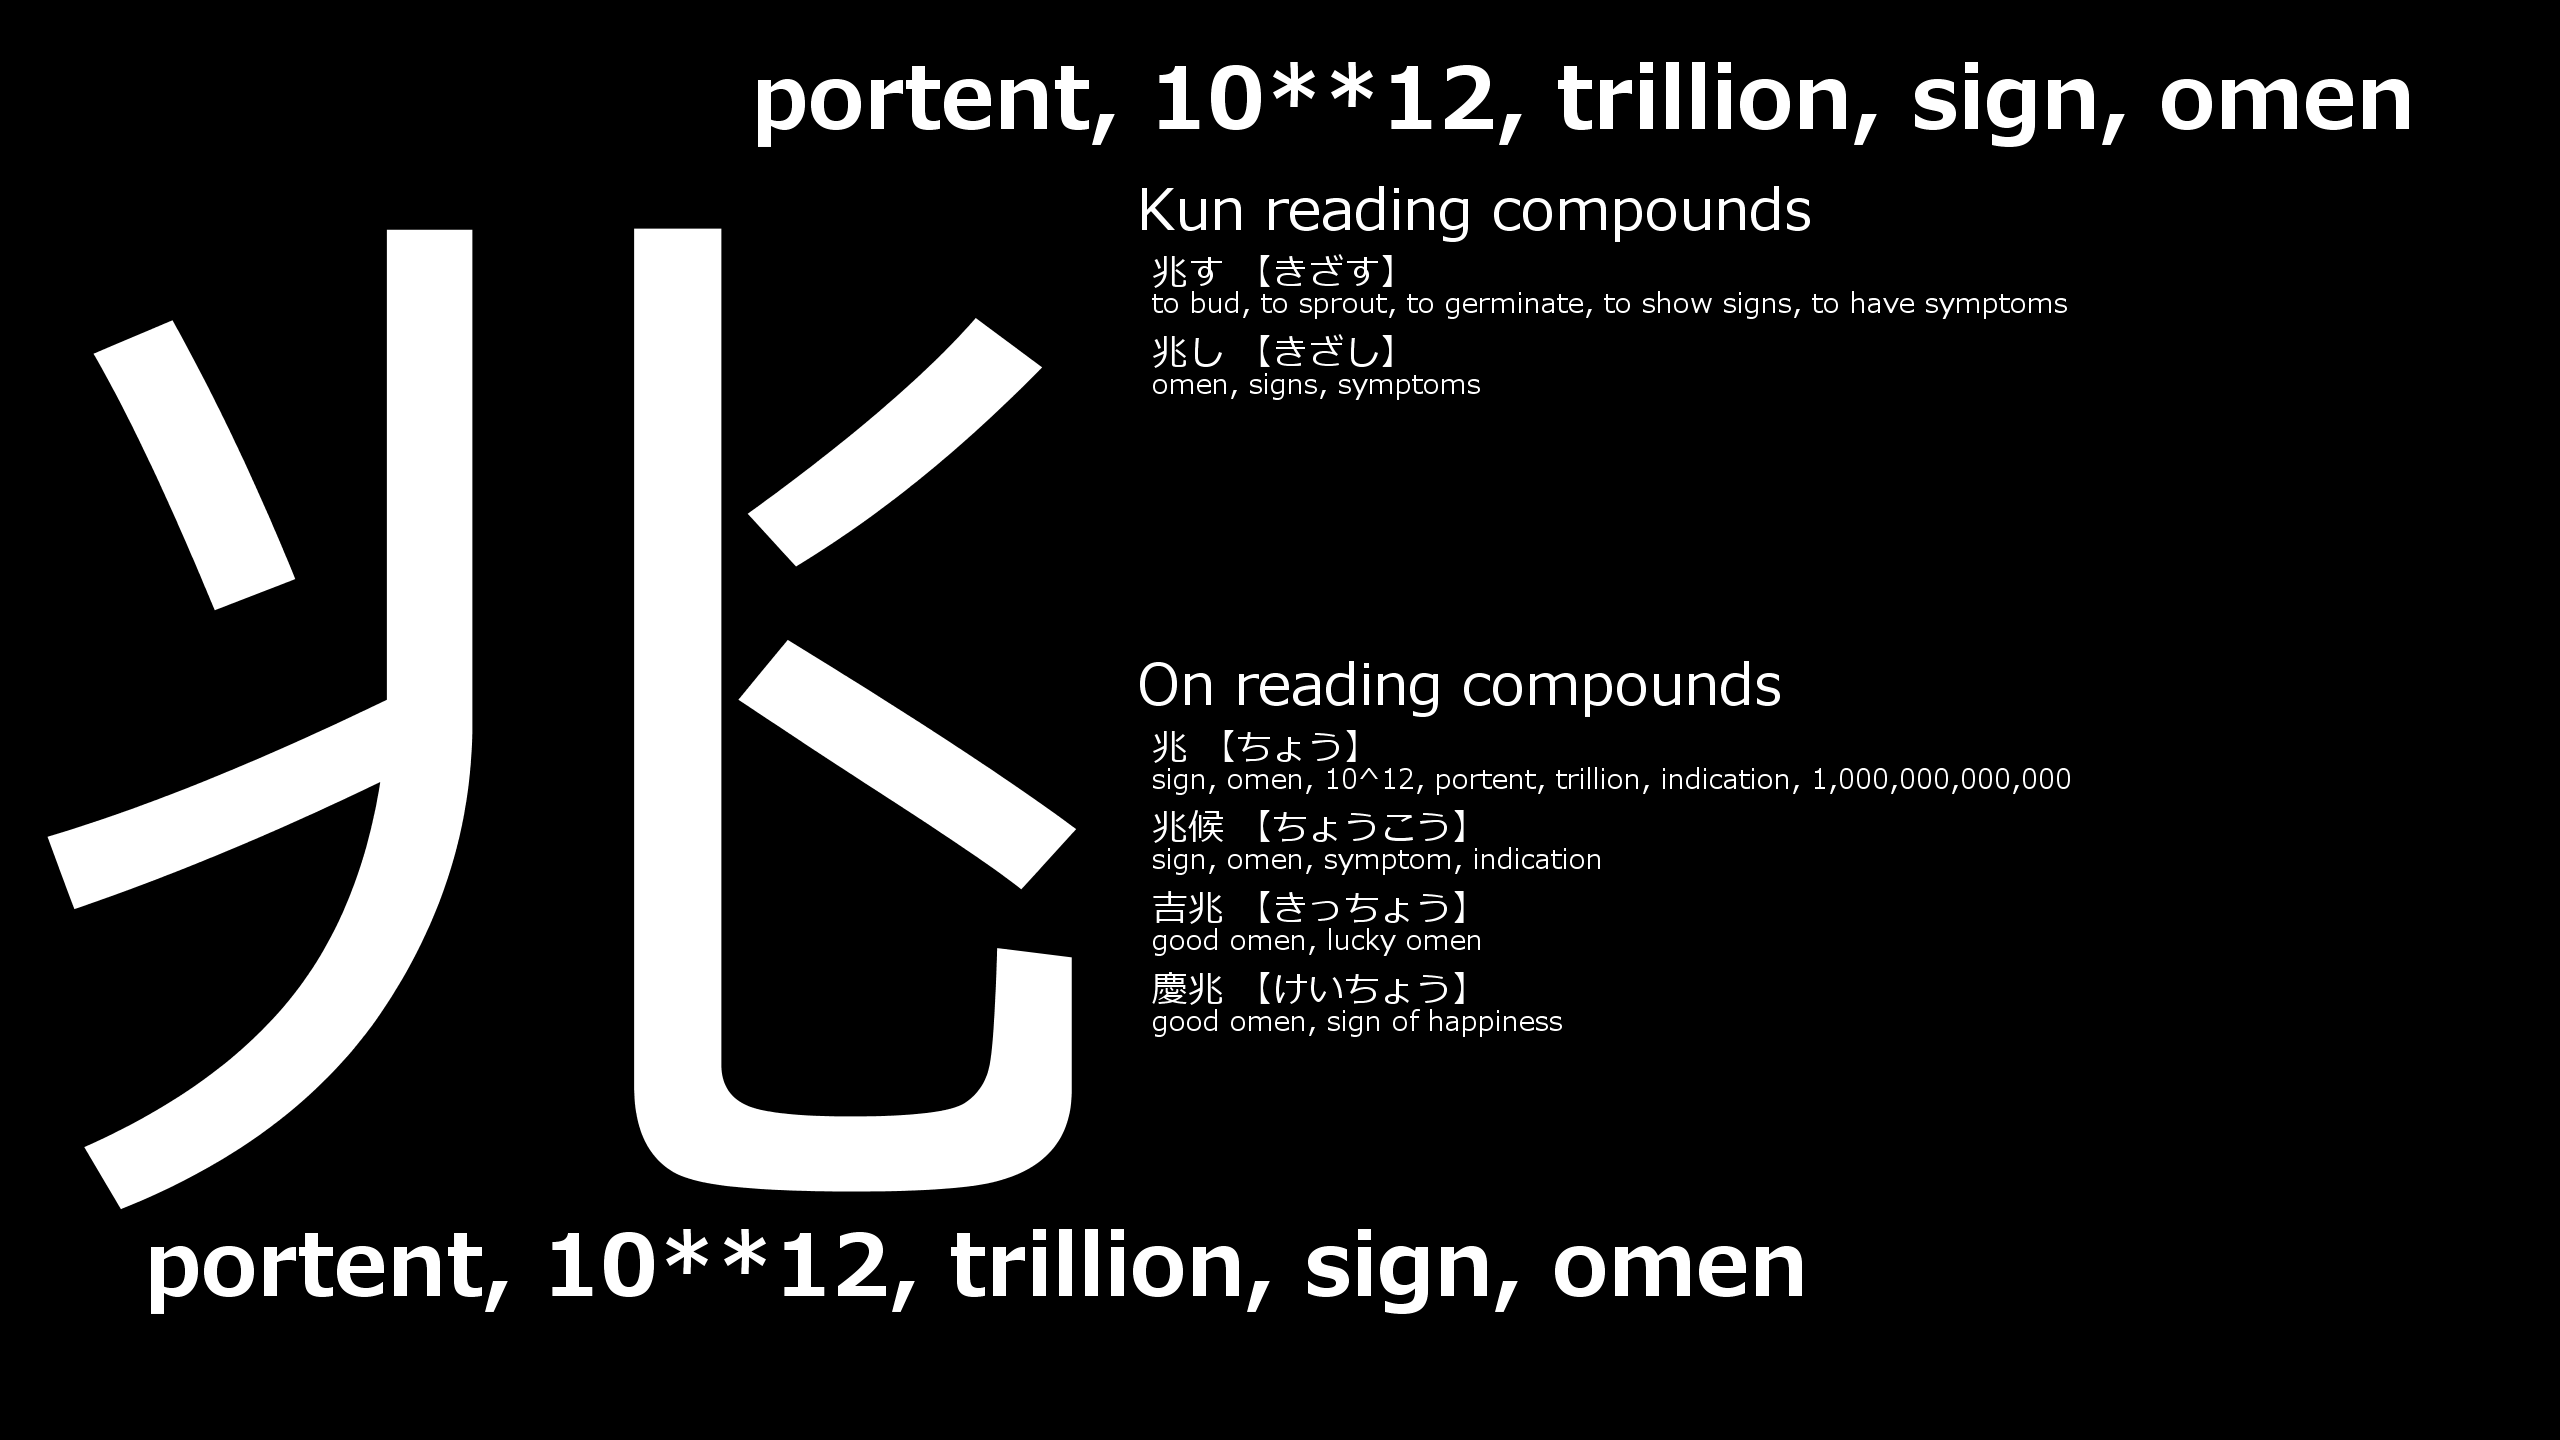 portent, 10**12, trillion, sign, omen
兆
Kun reading compounds
兆す 【きざす】
to bud, to sprout, to germinate, to show signs, to have symptoms
兆し 【きざし】
omen, signs, symptoms
On reading compounds
兆 【ちょう】
sign, omen, 10^12, portent, trillion, indication, 1,000,000,000,000
兆候 【ちょうこう】
sign, omen, symptom, indication
吉兆 【きっちょう】
good omen, lucky omen
慶兆 【けいちょう】
good omen, sign of happiness
portent, 10**12, trillion, sign, omen